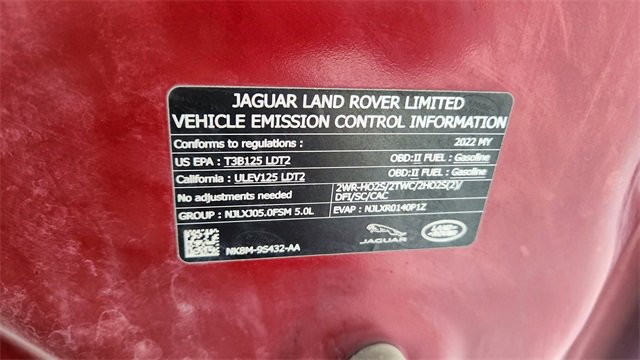 JAGUAR LAND ROVER LIMITED
VEHICLE EMISSION CONTROL INFORMATION
Conforms to regulations : 2022 MY
US EPA : T3B125 LDT2 OBD:II FUEL : Gasoline
California : ULEV125 LDT2 OBD:II FUEL : Gasoline
No adjustments needed 2WR-HO2S/2TWC/2HO2S(2)/
DFI/SC/CAC
GROUP : NJLXJ05.0FSM 5.0L EVAP : NJLXR0140P1Z
NK8M-9S432-AA JAGUAR LAND ROVER